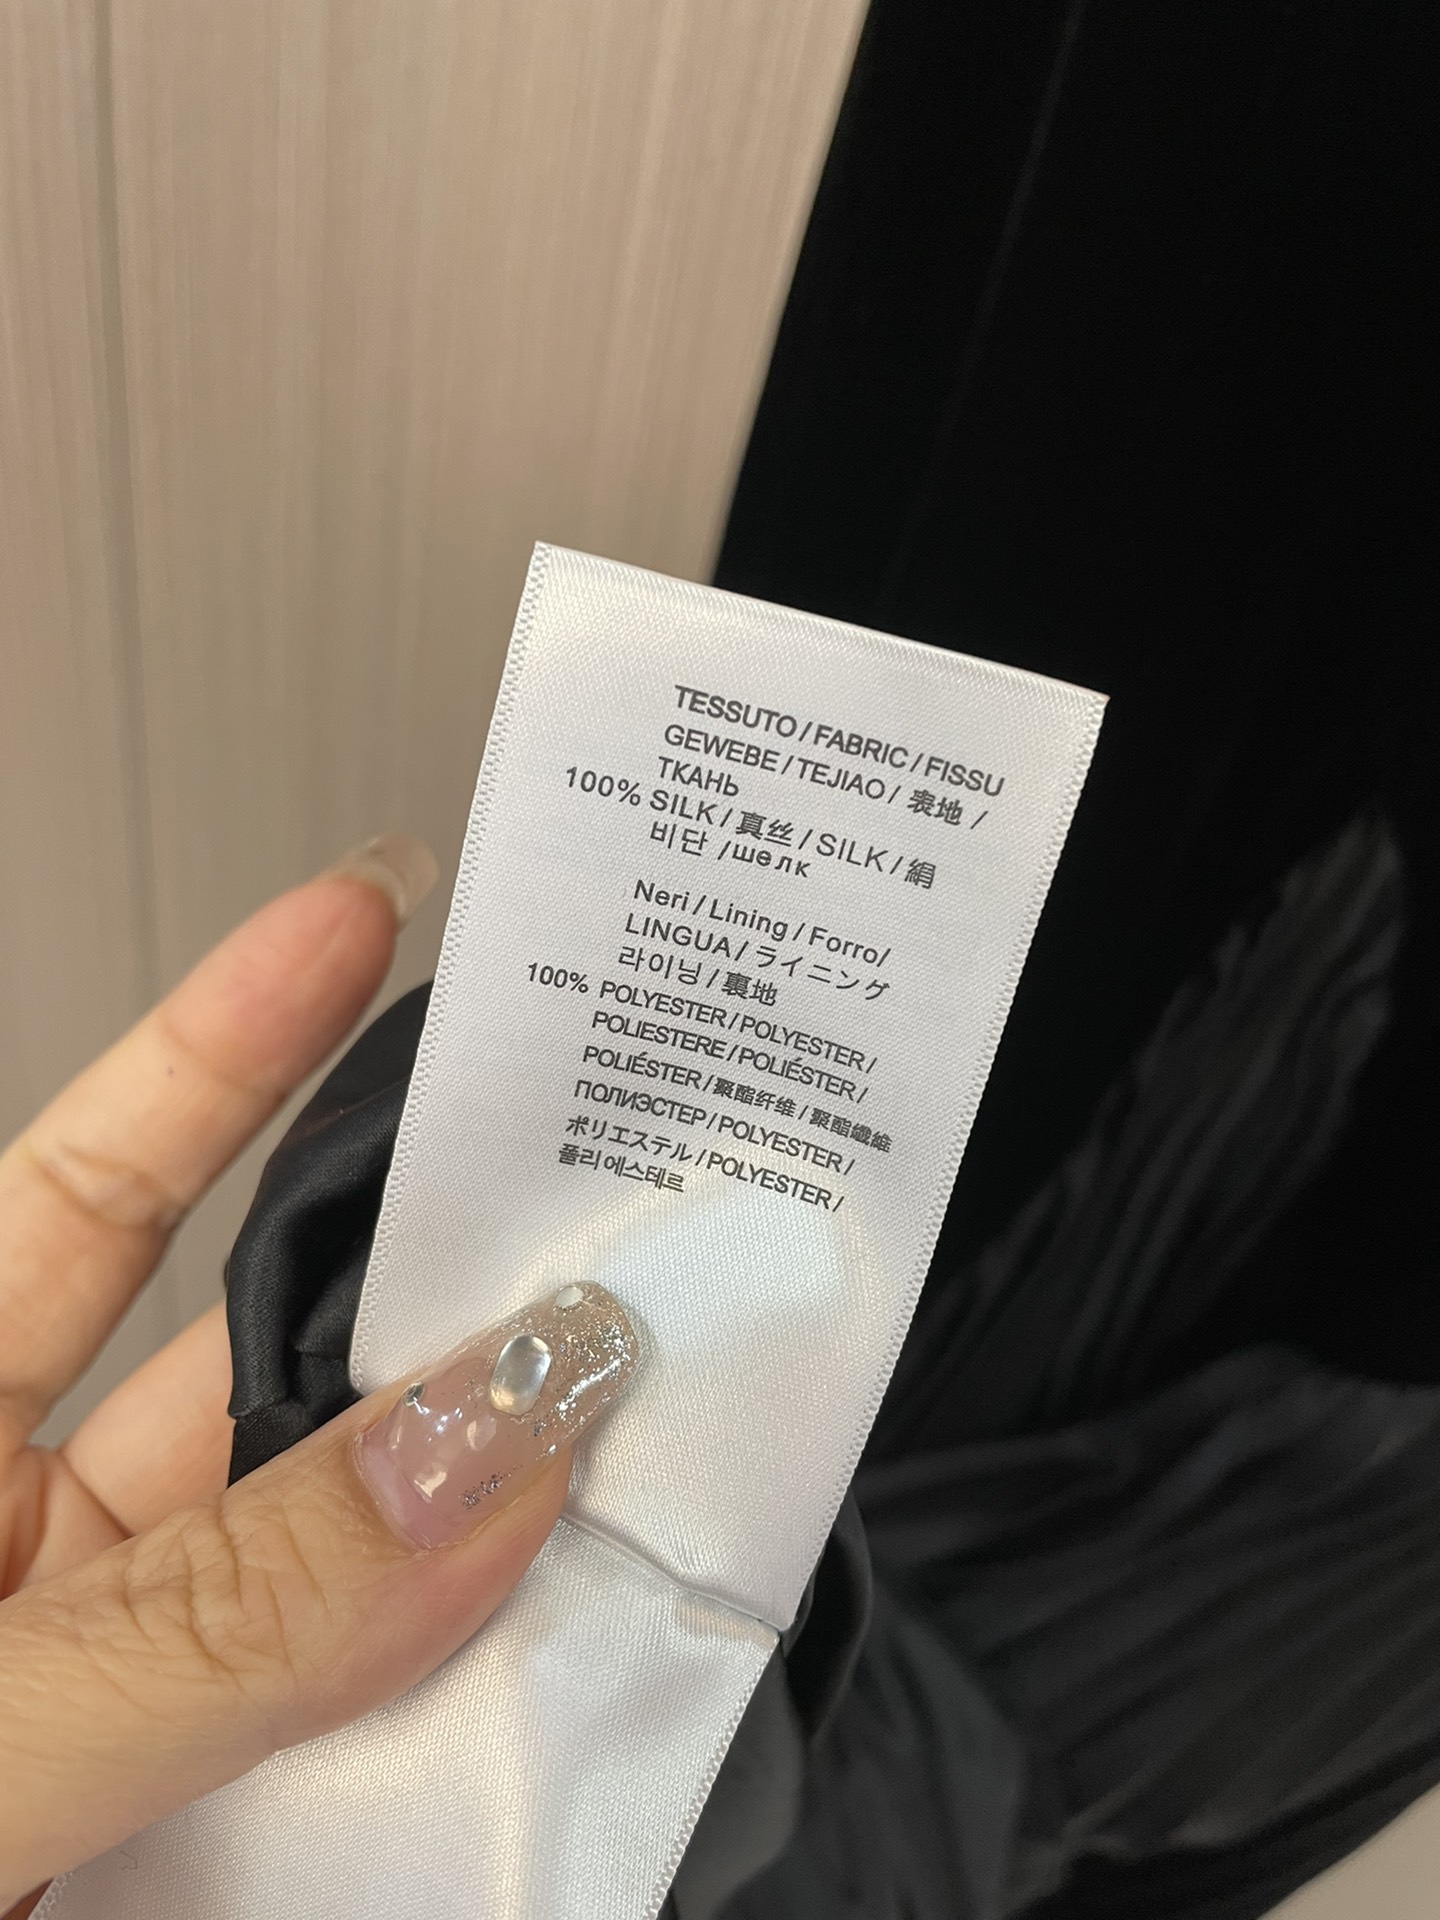 TESSUTO / FABRIC / FISSU
GEWEBE / TEJIAO / 表地 /
ТКАНЬ
100% SILK / 真丝 / SILK / 絹
비단 /шелк
Neri / Lining / Forro/
LINGUA / ライニング
라이닝 / 裏地
100% POLYESTER / POLYESTER /
POLIESTERE / POLIÉSTER /
POLIÉSTER / 聚酯纤维 / 聚酯纖維
ПОЛИЭСТЕР / POLYESTER /
ポリエステル / POLYESTER /
플리에스테르